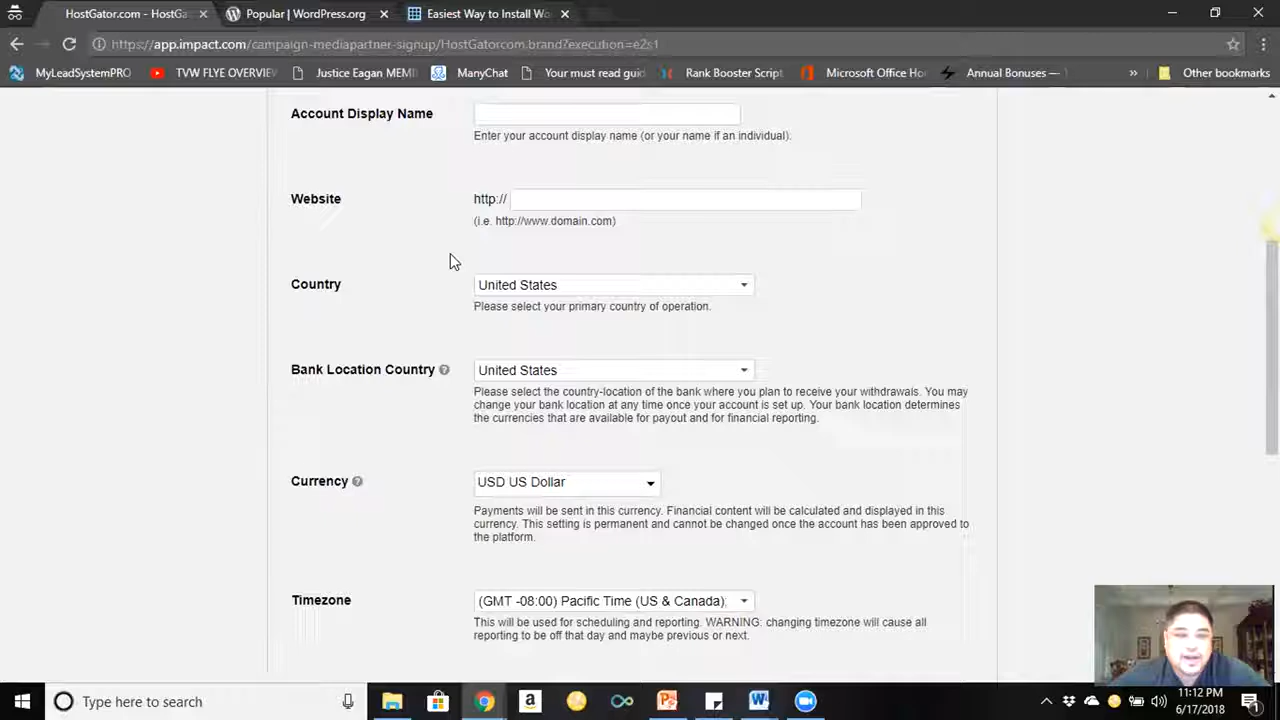 HostGator.com - HostGa
Popular | WordPress.org
Easiest Way to Install Wo
https://app.impact.com/campaign-mediapartner-signup/HostGatorcom.brand?execution=e2s1
MyLeadSystemPRO
TVW FLYE OVERVIEW
Justice Eagan MEM
ManyChat
Your must read guid
Rank Booster Script
Microsoft Office Ho
Annual Bonuses —
»
Other bookmarks
Account Display Name
Enter your account display name (or your name if an individual).
Website
http://
(i.e. http://www.domain.com)
Country
United States
Please select your primary country of operation.
Bank Location Country
United States
Please select the country-location of the bank where you plan to receive your withdrawals. You may
change your bank location at any time once your account is set up. Your bank location determines
the currencies that are available for payout and for financial reporting.
Currency
USD US Dollar
Payments will be sent in this currency. Financial content will be calculated and displayed in this
currency. This setting is permanent and cannot be changed once the account has been approved to
the platform.
Timezone
(GMT -08:00) Pacific Time (US & Canada);
This will be used for scheduling and reporting. WARNING: changing timezone will cause all
reporting to be off that day and maybe previous or next.
Type here to search
11:12 PM
6/17/2018